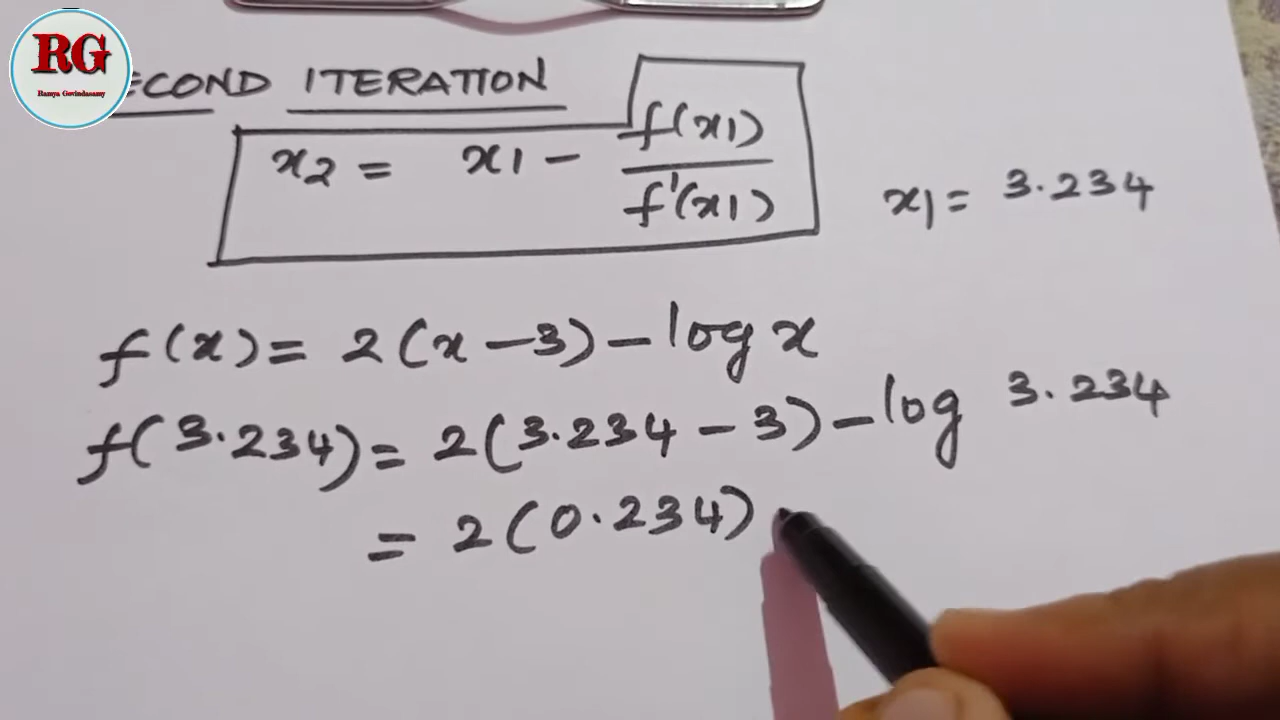 RG
Ramya Govindasamy
ECOND ITERATION
x2 = x1 - f(x1) / f'(x1)
x1 = 3.234
f(x) = 2(x-3) - log x
f(3.234) = 2(3.234 - 3) - log 3.234
= 2(0.234)